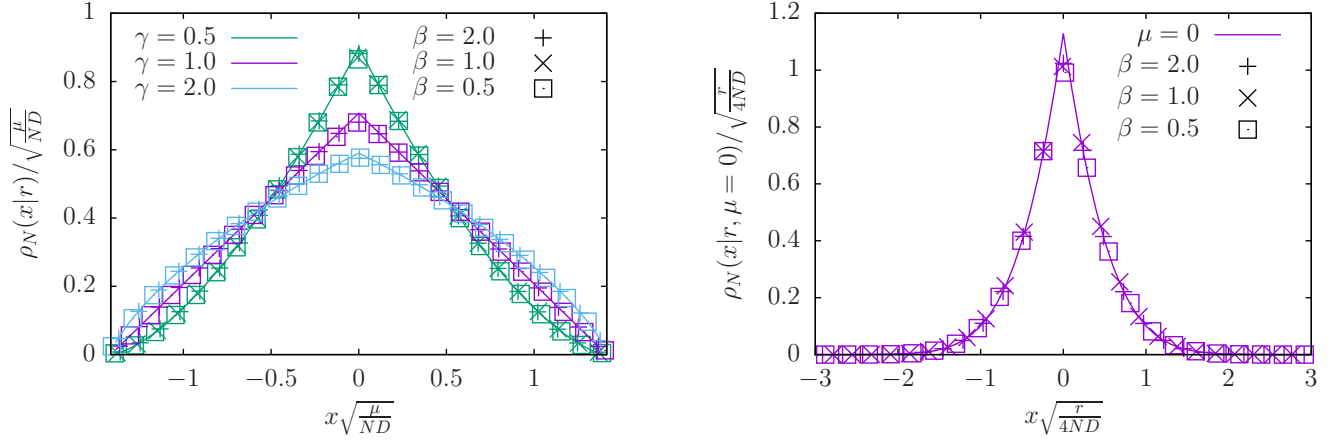 1
0.8
0.6
0.4
0.2
0
−1 −0.5 0 0.5 1
γ = 0.5
γ = 1.0
γ = 2.0
β = 2.0
β = 1.0
β = 0.5
ρ_N(x|r)/√(μ/ND)
x√(μ/ND)
1.2
1
0.8
0.6
0.4
0.2
0
−3 −2 −1 0 1 2 3
μ = 0
β = 2.0
β = 1.0
β = 0.5
ρ_N(x|r, μ = 0)/√(r/4ND)
x√(r/4ND)